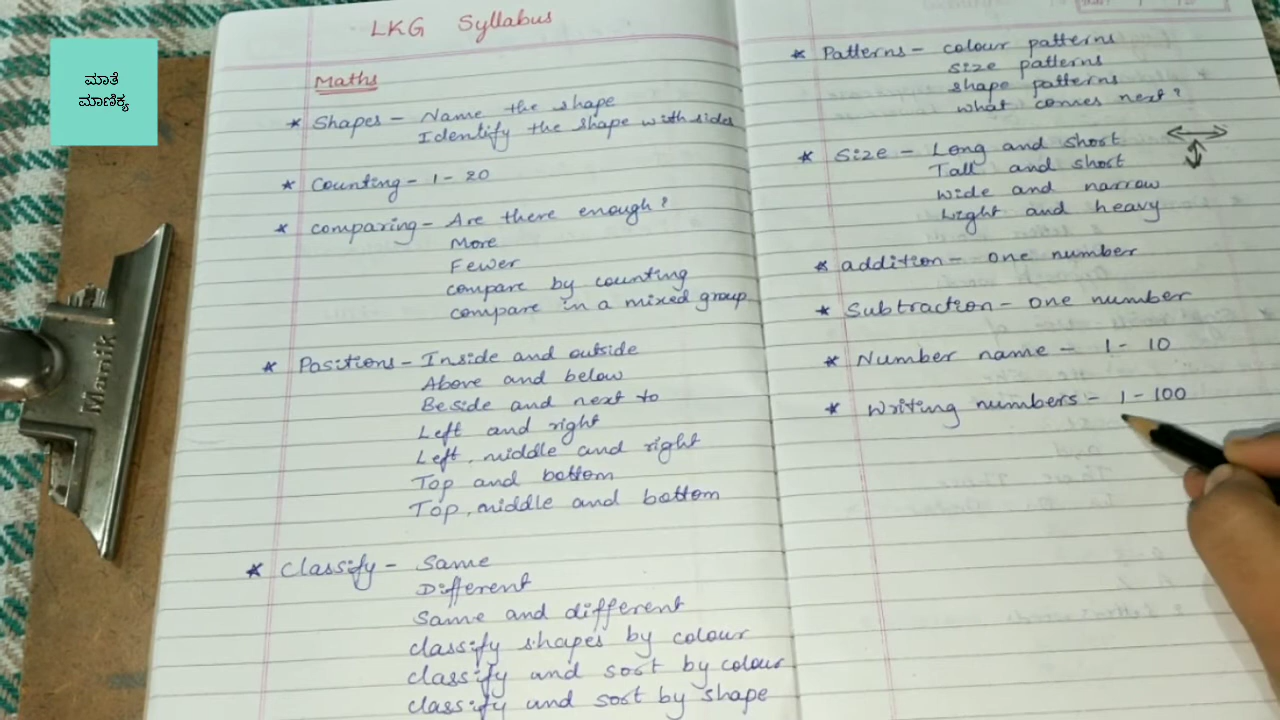 ಮಾತೆ
ಮಾಣಿಕ್ಯ
Manik
LKG Syllabus
Maths
* Shapes - Name the shape
Identify the shape with sides
* Counting - 1 - 20
* Comparing - Are there enough?
More
Fewer
compare by counting
compare in a mixed group
* Positions - Inside and outside
Above and below
Beside and next to
Left and right
Left, middle and right
Top and bottom
Top, middle and bottom
* Classify - Same
Different
Same and different
classify shapes by colour
classify and sort by colour
classify and sort by shape
* Patterns - colour patterns
size patterns
shape patterns
what comes next?
* Size - Long and short
Tall and short
wide and narrow
Light and heavy
* addition - one number
* Subtraction - one number
* Number name - 1 - 10
* Writing numbers - 1 - 100